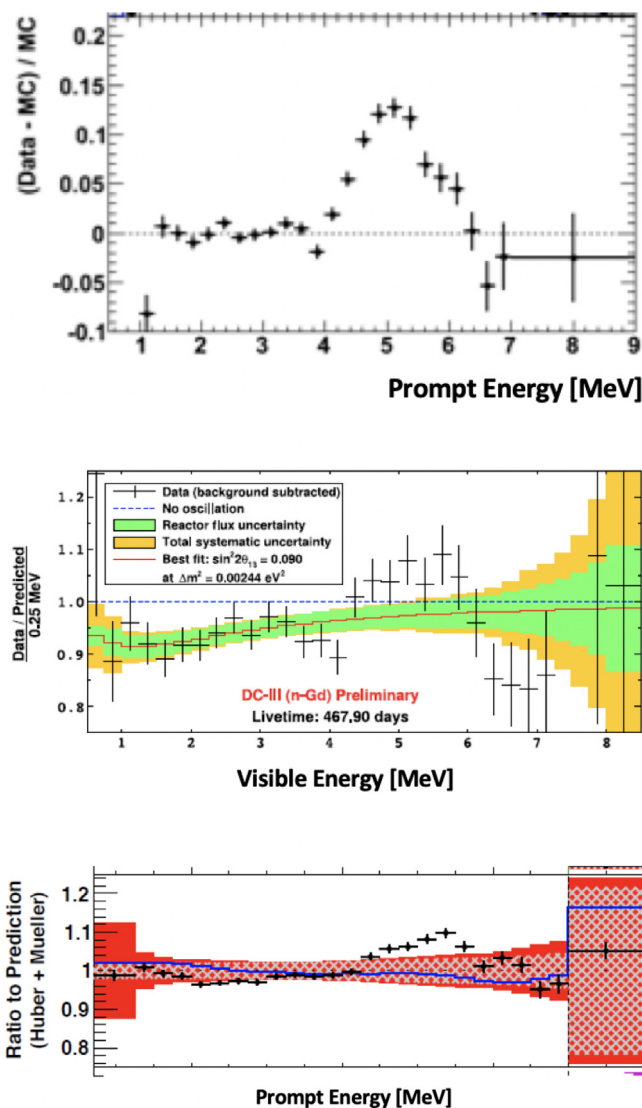 0.2
0.15
0.1
0.05
0
-0.05
-0.1
(Data - MC) / MC
1 2 3 4 5 6 7 8 9
Prompt Energy [MeV]
1.2
1.1
1.0
0.9
0.8
Data / Predicted
0.25 MeV
Data (background subtracted)
No oscillation
Reactor flux uncertainty
Total systematic uncertainty
Best fit: sin²2θ₁₃ = 0.090
at Δm² = 0.00244 eV²
DC-III (n-Gd) Preliminary
Livetime: 467.90 days
1 2 3 4 5 6 7 8
Visible Energy [MeV]
1.2
1.1
1
0.9
0.8
Ratio to Prediction
(Huber + Mueller)
Prompt Energy [MeV]